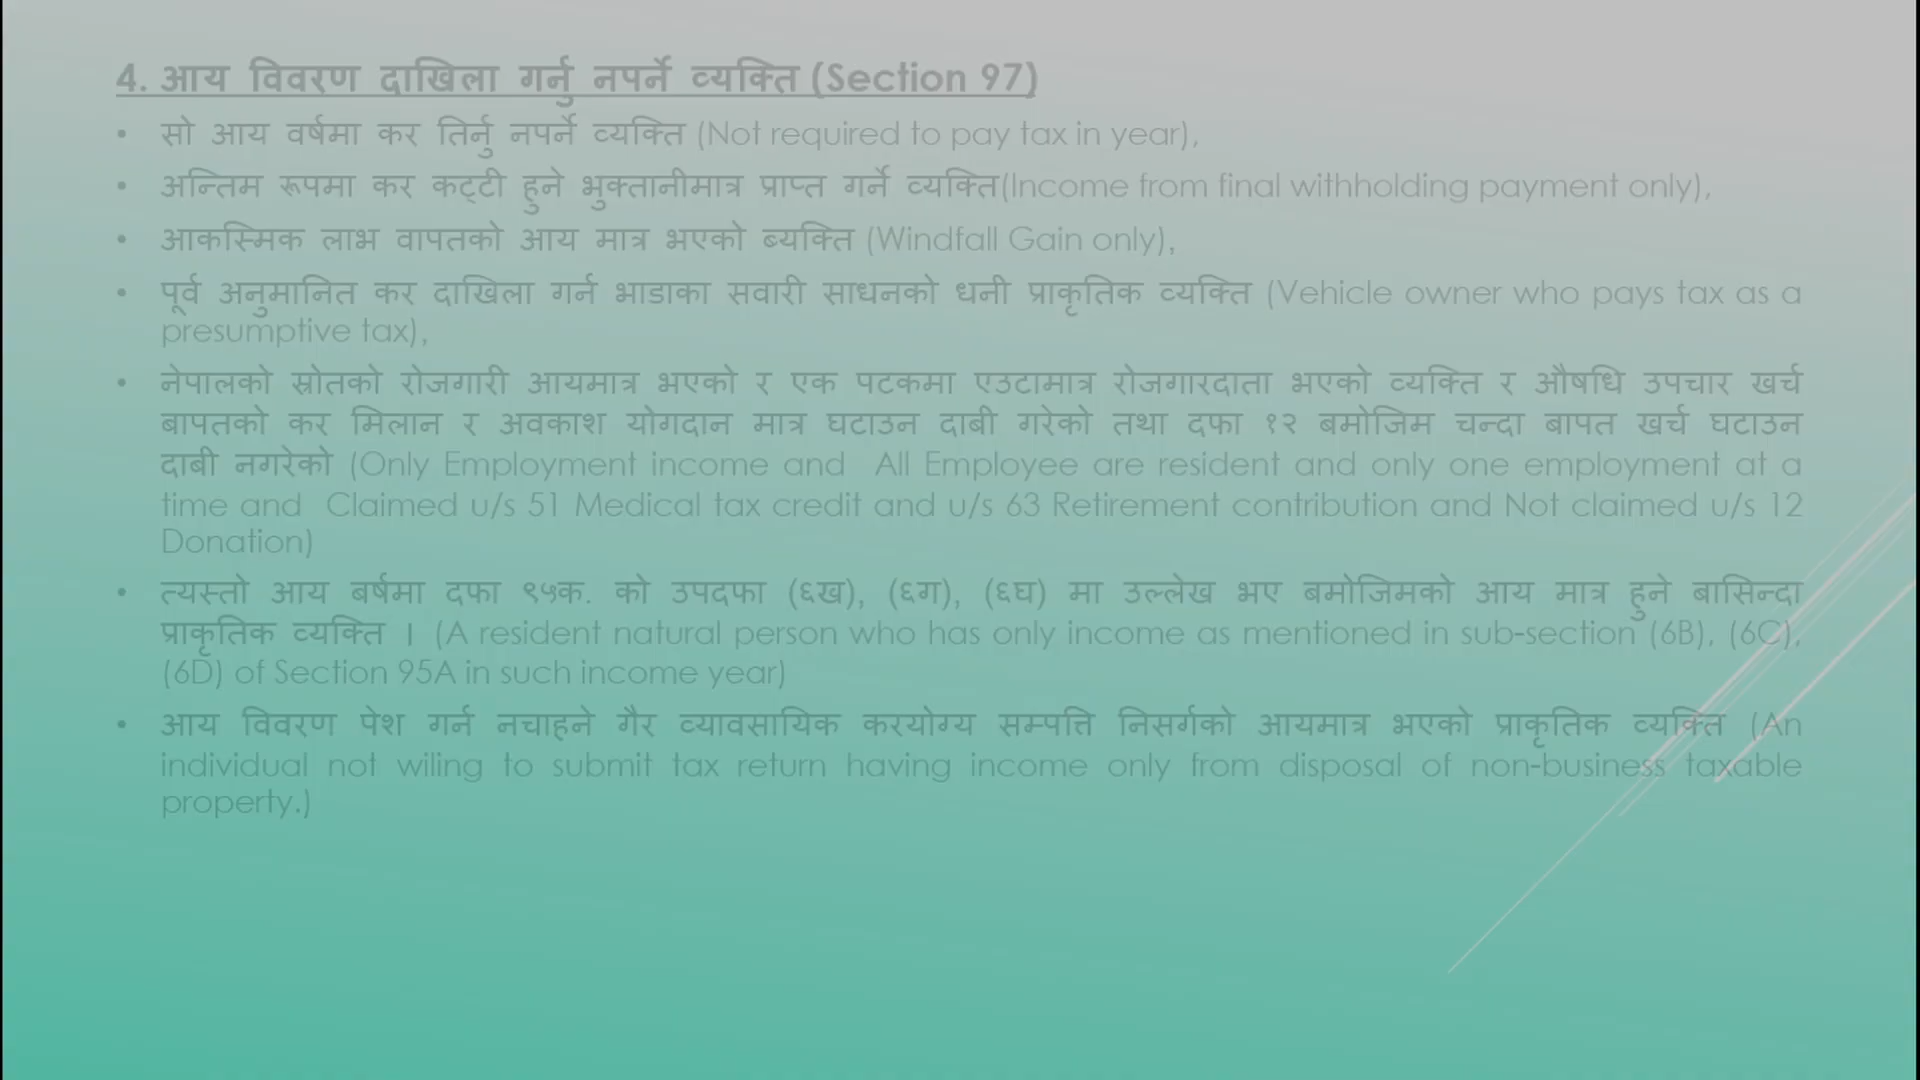 4. आय विवरण दाखिला गर्नु नपर्ने व्यक्ति (Section 97)
• सो आय वर्षमा कर तिर्नु नपर्ने व्यक्ति (Not required to pay tax in year),
• अन्तिम रूपमा कर कट्टी हुने भुक्तानीमात्र प्राप्त गर्ने व्यक्ति(Income from final withholding payment only),
• आकस्मिक लाभ वापतको आय मात्र भएको ब्यक्ति (Windfall Gain only),
• पूर्व अनुमानित कर दाखिला गर्न भाडाका सवारी साधनको धनी प्राकृतिक व्यक्ति (Vehicle owner who pays tax as a
presumptive tax),
• नेपालको स्रोतको रोजगारी आयमात्र भएको र एक पटकमा एउटामात्र रोजगारदाता भएको व्यक्ति र औषधि उपचार खर्च
बापतको कर मिलान र अवकाश योगदान मात्र घटाउन दाबी गरेको तथा दफा १२ बमोजिम चन्दा बापत खर्च घटाउन
दाबी नगरेको (Only Employment income and All Employee are resident and only one employment at a
time and Claimed u/s 51 Medical tax credit and u/s 63 Retirement contribution and Not claimed u/s 12
Donation)
• त्यस्तो आय बर्षमा दफा ९५क. को उपदफा (६ख), (६ग), (६घ) मा उल्लेख भए बमोजिमको आय मात्र हुने बासिन्दा
प्राकृतिक व्यक्ति । (A resident natural person who has only income as mentioned in sub-section (6B), (6C),
(6D) of Section 95A in such income year)
• आय विवरण पेश गर्न नचाहने गैर व्यावसायिक करयोग्य सम्पत्ति निसर्गको आयमात्र भएको प्राकृतिक व्यक्ति (An
individual not wiling to submit tax return having income only from disposal of non-business taxable
property.)